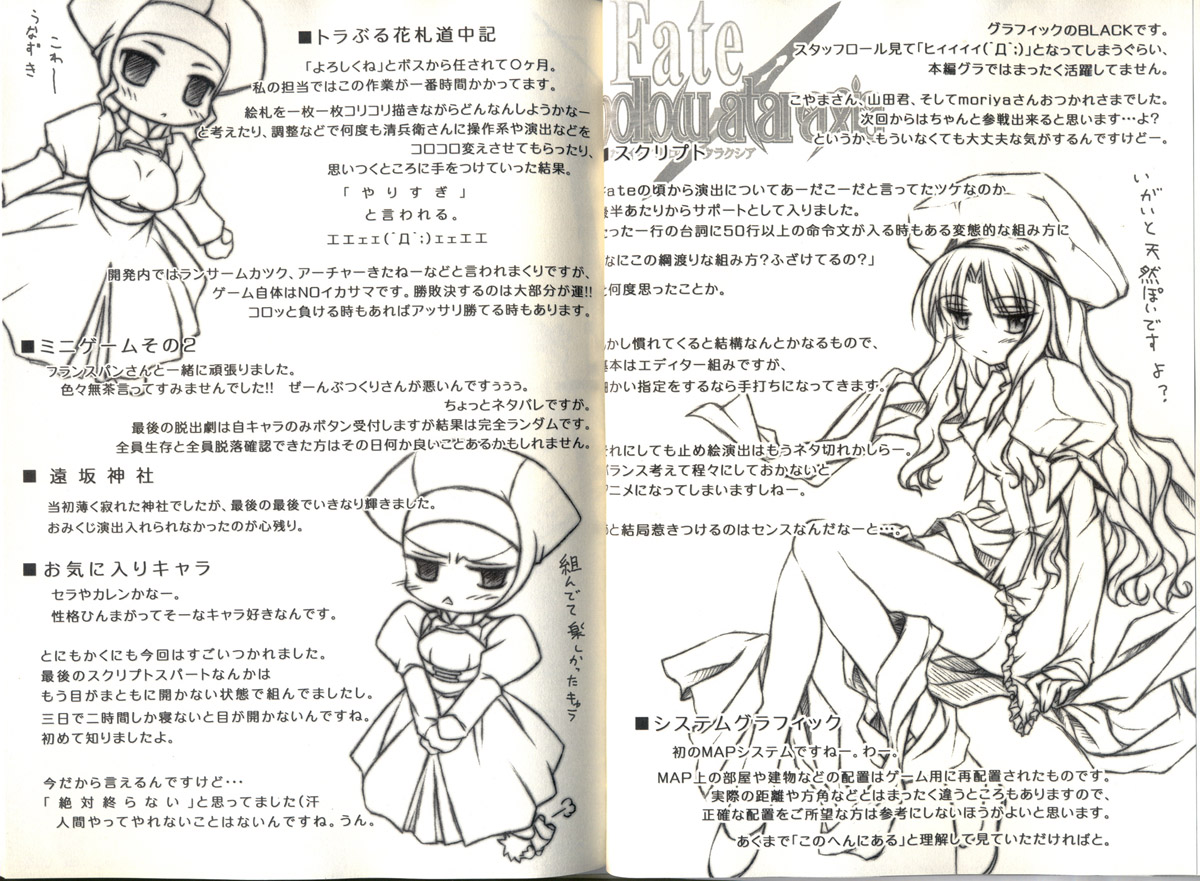 グラフィックのBLACKです。
スタッフロール見て「ヒィィィィ(ﾟДﾟ;)」となってしまうぐらい、
本編グラではまったく活躍してません。
こやまさん、山田君、そしてmoriyaさんおつかれさまでした。
次回からはちゃんと参戦出来ると思います…よ?
というか、もういなくても大丈夫な気がするんですけどー。
Fate
hollow ataraxia
ラクシア
■スクリプト
Fateの頃から演出についてあーだこーだと言ってたツケなのか
後半あたりからサポートとして入りました。
たった一行の台詞に50行以上の命令文が入る時もある変態的な組み方に
なにこの綱渡りな組み方?ふざけてるの?」
と何度思ったことか。
しかし慣れてくると結構なんとかなるもので、
基本はエディター組みですが、
細かい指定をするなら手打ちになってきます。
それにしても止め絵演出はもうネタ切れかしらー。
バランス考えて程々にしておかないと
アニメになってしまいますしねー。
と結局惹きつけるのはセンスなんだなーと…。
いがいと天然ぽいですよ?
■システムグラフィック
初のMAPシステムですねー。わー。
MAP上の部屋や建物などの配置はゲーム用に再配置されたものです。
実際の距離や方角などとはまったく違うところもありますので、
正確な配置をご所望な方は参考にしないほうがよいと思います。
あくまで「このへんにある」と理解して見ていただければと。
こわー
うなずき
■トラぶる花札道中記
「よろしくね」とボスから任されて〇ヶ月。
私の担当ではこの作業が一番時間かかってます。
絵札を一枚一枚コリコリ描きながらどんなんしようかなー
と考えたり、調整などで何度も清兵衛さんに操作系や演出などを
コロコロ変えさせてもらったり、
思いつくところに手をつけていった結果。
「やりすぎ」
と言われる。
エエェェ(ﾟДﾟ;)ェェエエ
開発内ではランサームカツク、アーチャーきたねーなどと言われまくりですが、
ゲーム自体はNOイカサマです。勝敗決するのは大部分が運!!
コロッと負ける時もあればアッサリ勝てる時もあります。
■ミニゲームその2
フランスパンさんと一緒に頑張りました。
色々無茶言ってすみませんでした!! ぜーんぶつくりさんが悪いんですぅぅぅ。
ちょっとネタバレですが。
最後の脱出劇は自キャラのみボタン受付しますが結果は完全ランダムです。
全員生存と全員脱落確認できた方はその日何か良いことあるかもしれません。
■遠坂神社
当初薄く寂れた神社でしたが、最後の最後でいきなり輝きました。
おみくじ演出入れられなかったのが心残り。
■お気に入りキャラ
セラやカレンかなー。
性格ひんまがってそーなキャラ好きなんです。
とにもかくにも今回はすごいつかれました。
最後のスクリプトスパートなんかは
もう目がまともに開かない状態で組んでましたし。
三日で二時間しか寝ないと目が開かないんですね。
初めて知りましたよ。
今だから言えるんですけど…
「絶対終らない」と思ってました(汗
人間やってやれないことはないんですね。うん。
組んでて楽しかったキャラ